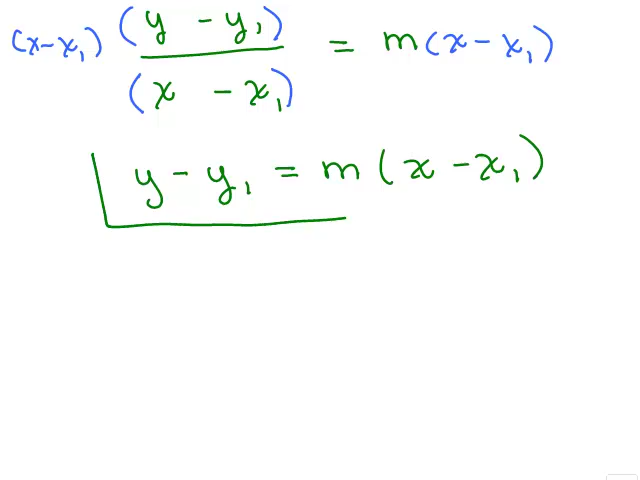 (x-x₁) (y - y₁)/(x - x₁) = m(x - x₁)
y - y₁ = m(x - x₁)